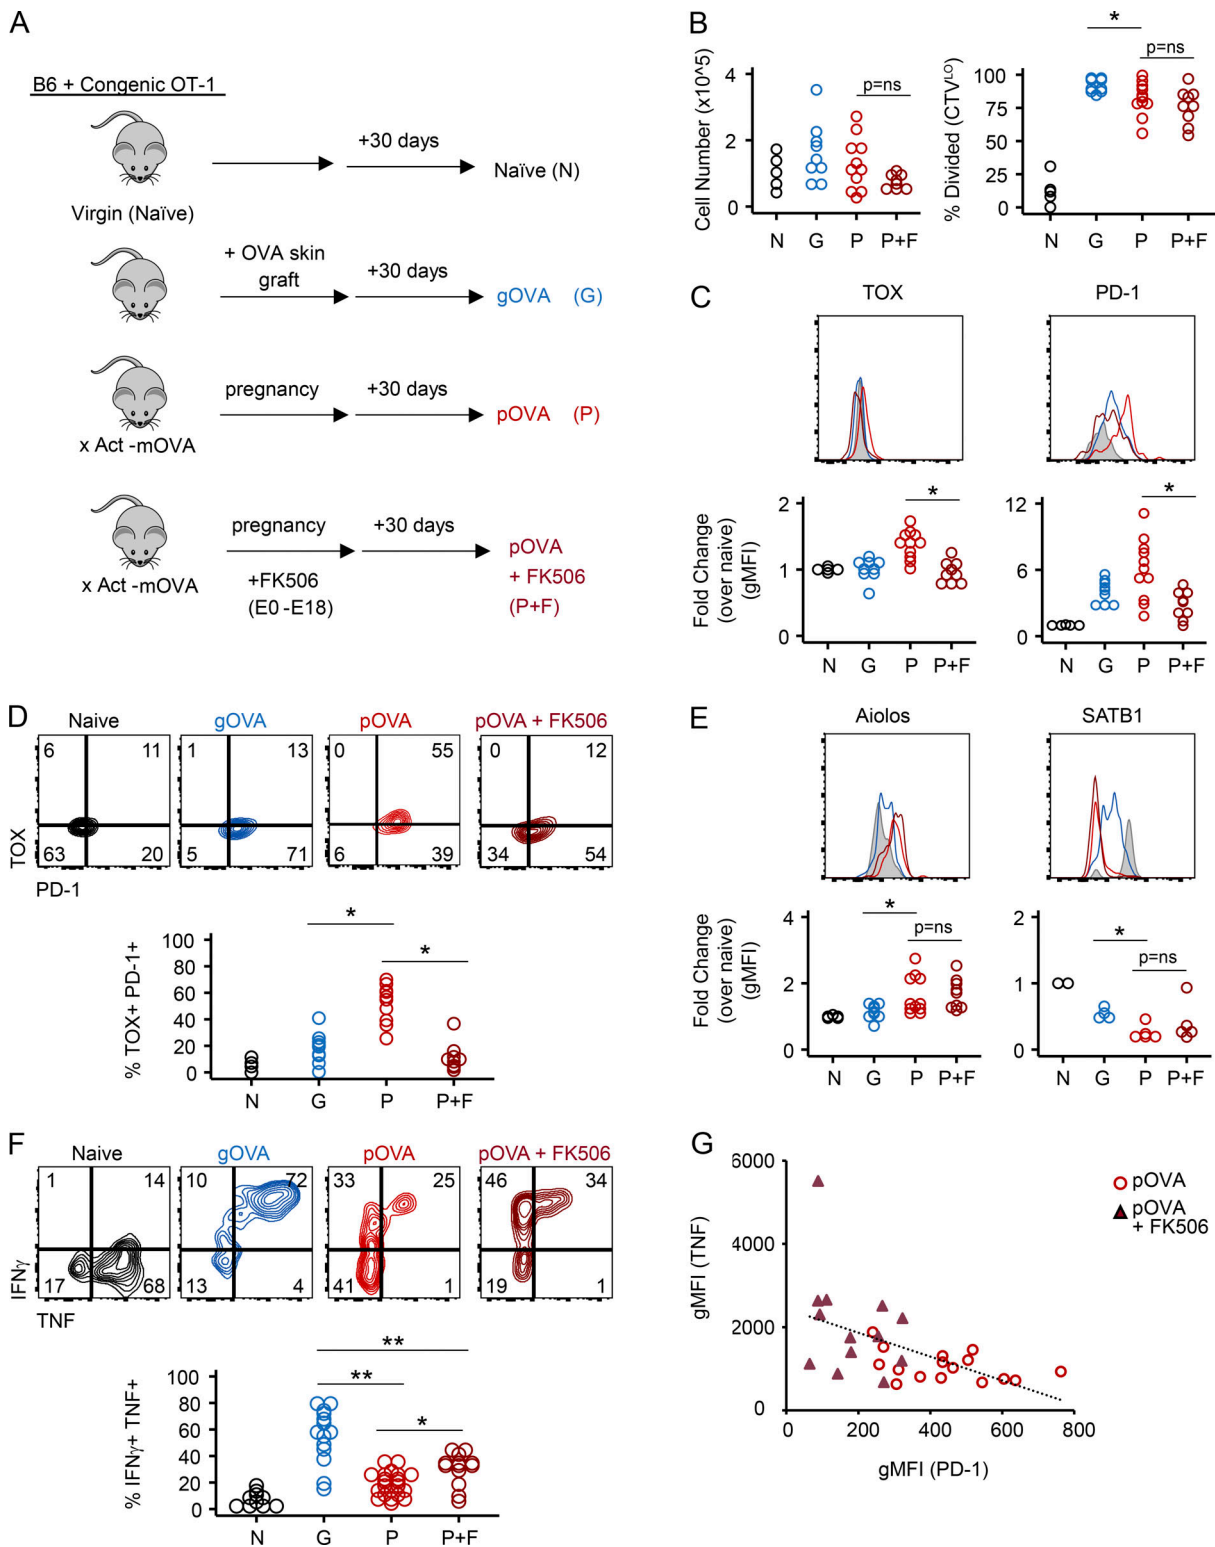 A
B6 + Congenic OT-1
+30 days
Naïve (N)
Virgin (Naïve)
+ OVA skin
graft
+30 days
gOVA (G)
pregnancy
+30 days
pOVA (P)
x Act -mOVA
pregnancy
+30 days
+FK506
(E0 -E18)
pOVA
+ FK506
(P+F)
x Act -mOVA
B
Cell Number (x10^5)
4
2
0
p=ns
N G P P+F
% Divided (CTV^LO)
100
75
50
25
0
*
p=ns
N G P P+F
C
TOX
PD-1
Fold Change
(over naive)
(gMFI)
2
1
0
*
N G P P+F
12
6
0
*
N G P P+F
D
Naive
gOVA
pOVA
pOVA + FK506
6 11
63 20
1 13
5 71
0 55
6 39
0 12
34 54
TOX
PD-1
% TOX+ PD-1+
100
80
60
40
20
0
*
*
N G P P+F
E
Aiolos
SATB1
Fold Change
(over naive)
(gMFI)
4
2
0
*
p=ns
N G P P+F
2
1
0
*
p=ns
N G P P+F
F
Naive
gOVA
pOVA
pOVA + FK506
1 14
17 68
10 72
13 4
33 25
41 1
46 34
19 1
IFNγ
TNF
% IFNγ+ TNF+
100
80
60
40
20
0
**
**
*
N G P P+F
G
gMFI (TNF)
6000
4000
2000
0
0 200 400 600 800
gMFI (PD-1)
pOVA
pOVA
+ FK506